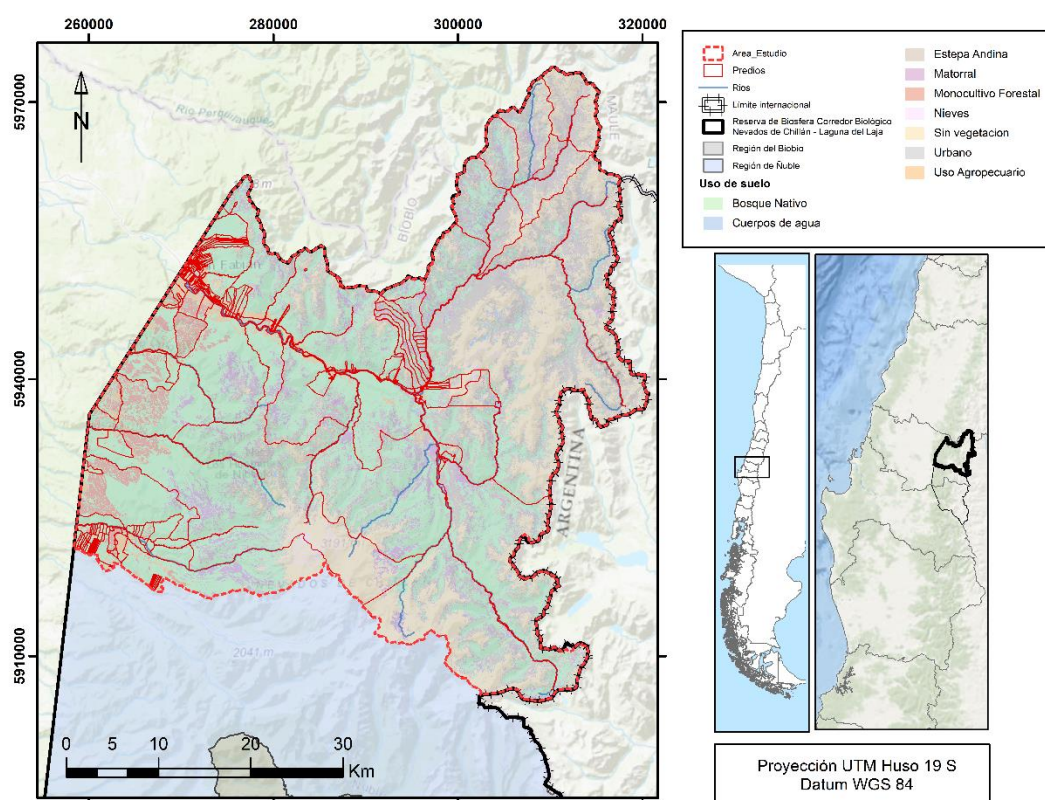 260000
280000
300000
320000
5970000
5940000
5910000
N
Rio Perquilauquén
MAULE
BIOBIO
ARGENTINA
2041 m
0 5 10 20 30
Km
Area_Estudio
Predios
Rios
Límite internacional
Reserva de Biosfera Corredor Biológico
Nevados de Chillán - Laguna del Laja
Región del Biobío
Región de Ñuble
Uso de suelo
Bosque Nativo
Cuerpos de agua
Estepa Andina
Matorral
Monocultivo Forestal
Nieves
Sin vegetacion
Urbano
Uso Agropecuario
Proyección UTM Huso 19 S
Datum WGS 84